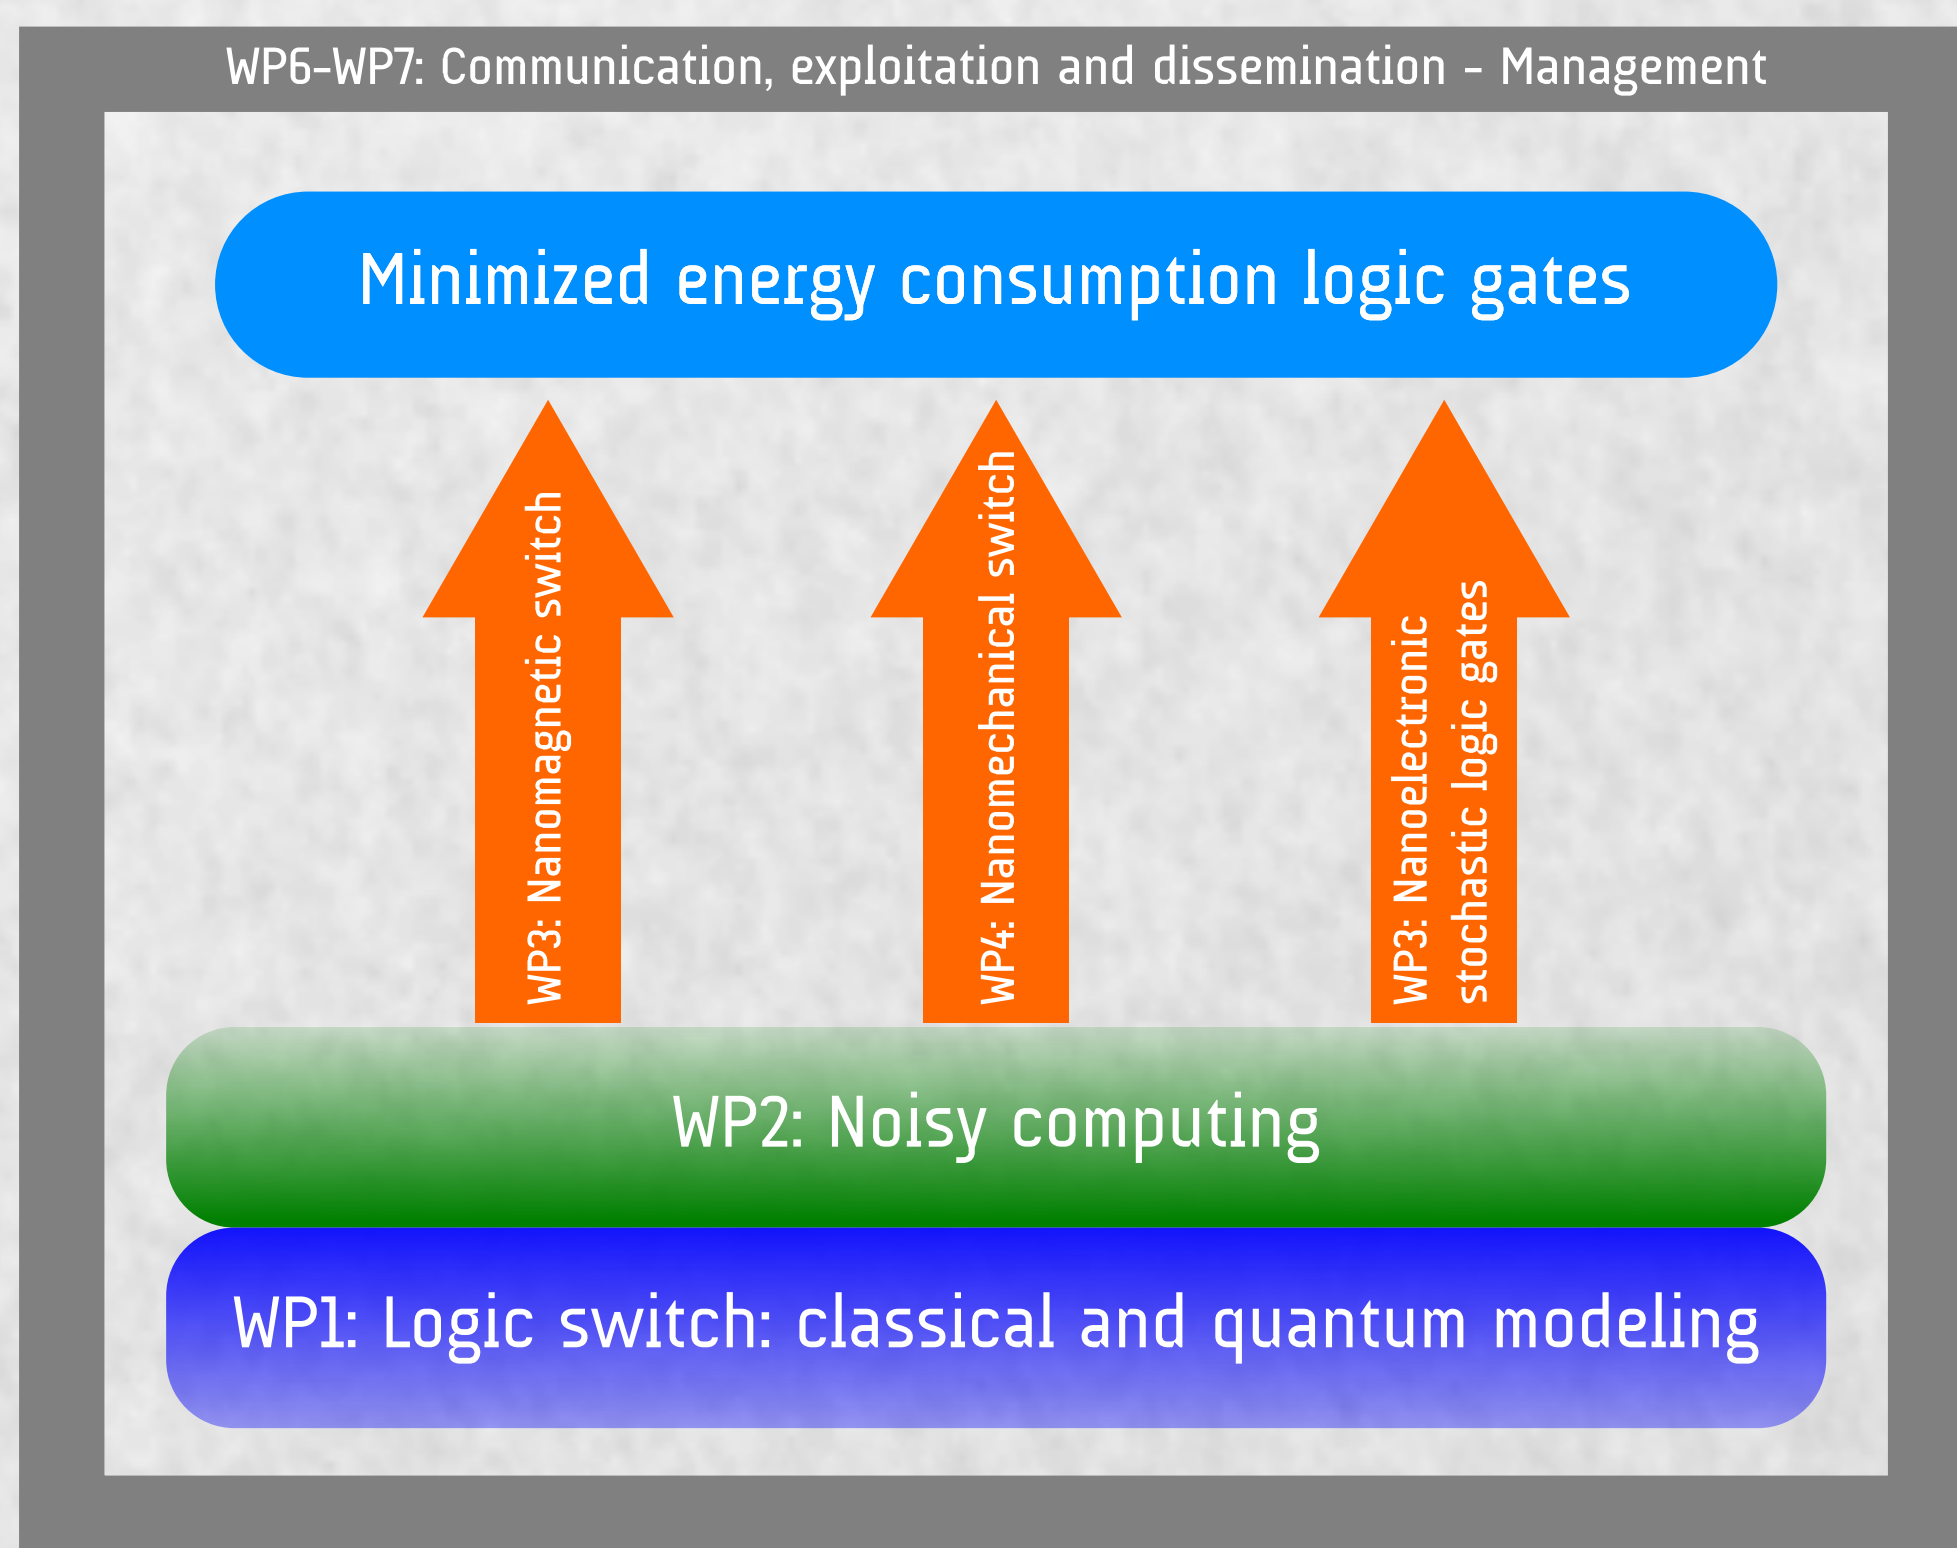 WP6-WP7: Communication, exploitation and dissemination - Management
Minimized energy consumption logic gates
WP3: Nanomagnetic switch
WP4: Nanomechanical switch
WP3: Nanoelectronic
stochastic logic gates
WP2: Noisy computing
WP1: Logic switch: classical and quantum modeling